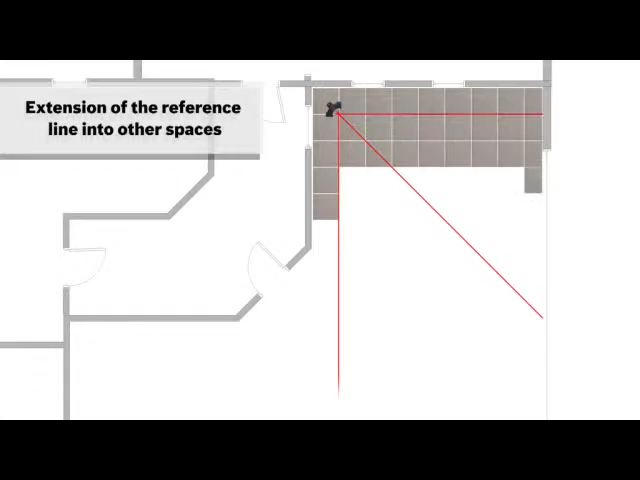 Extension of the reference
line into other spaces